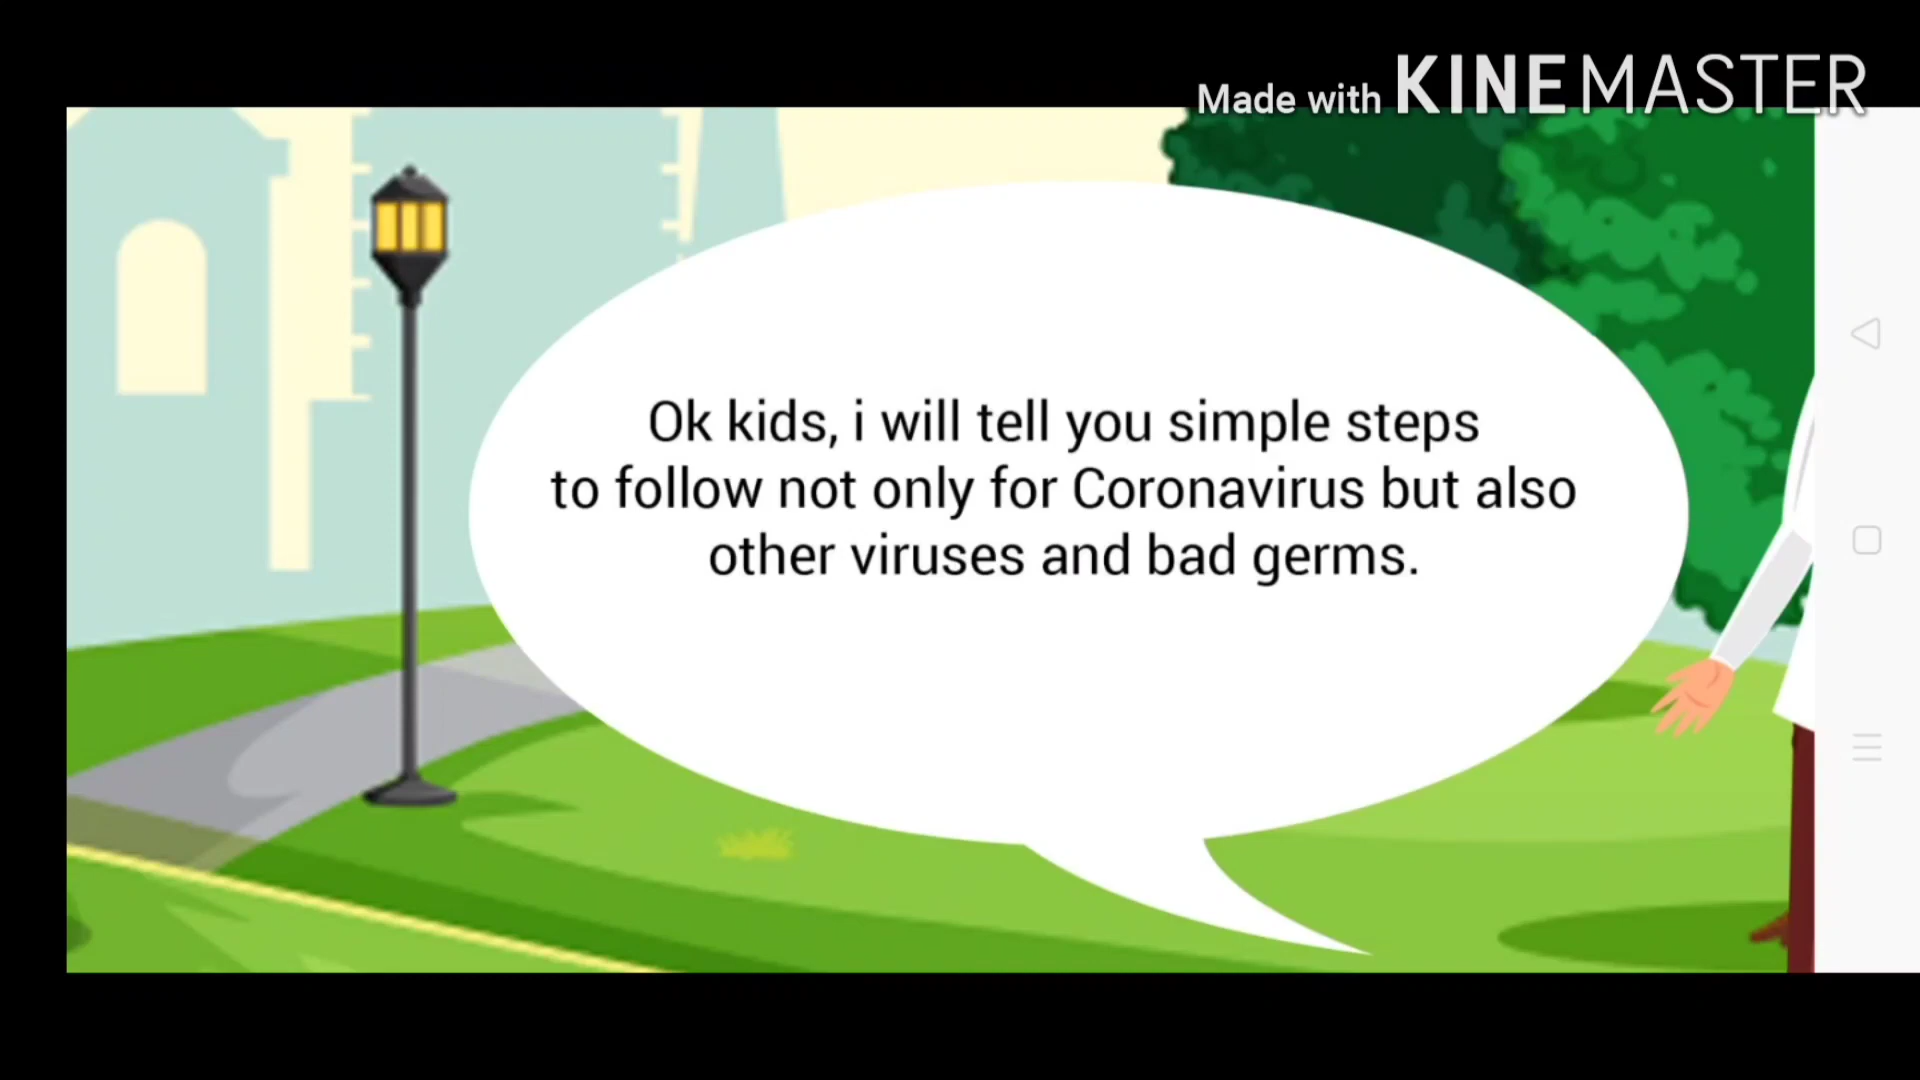 Made with KINEMASTER
Ok kids, i will tell you simple steps
to follow not only for Coronavirus but also
other viruses and bad germs.